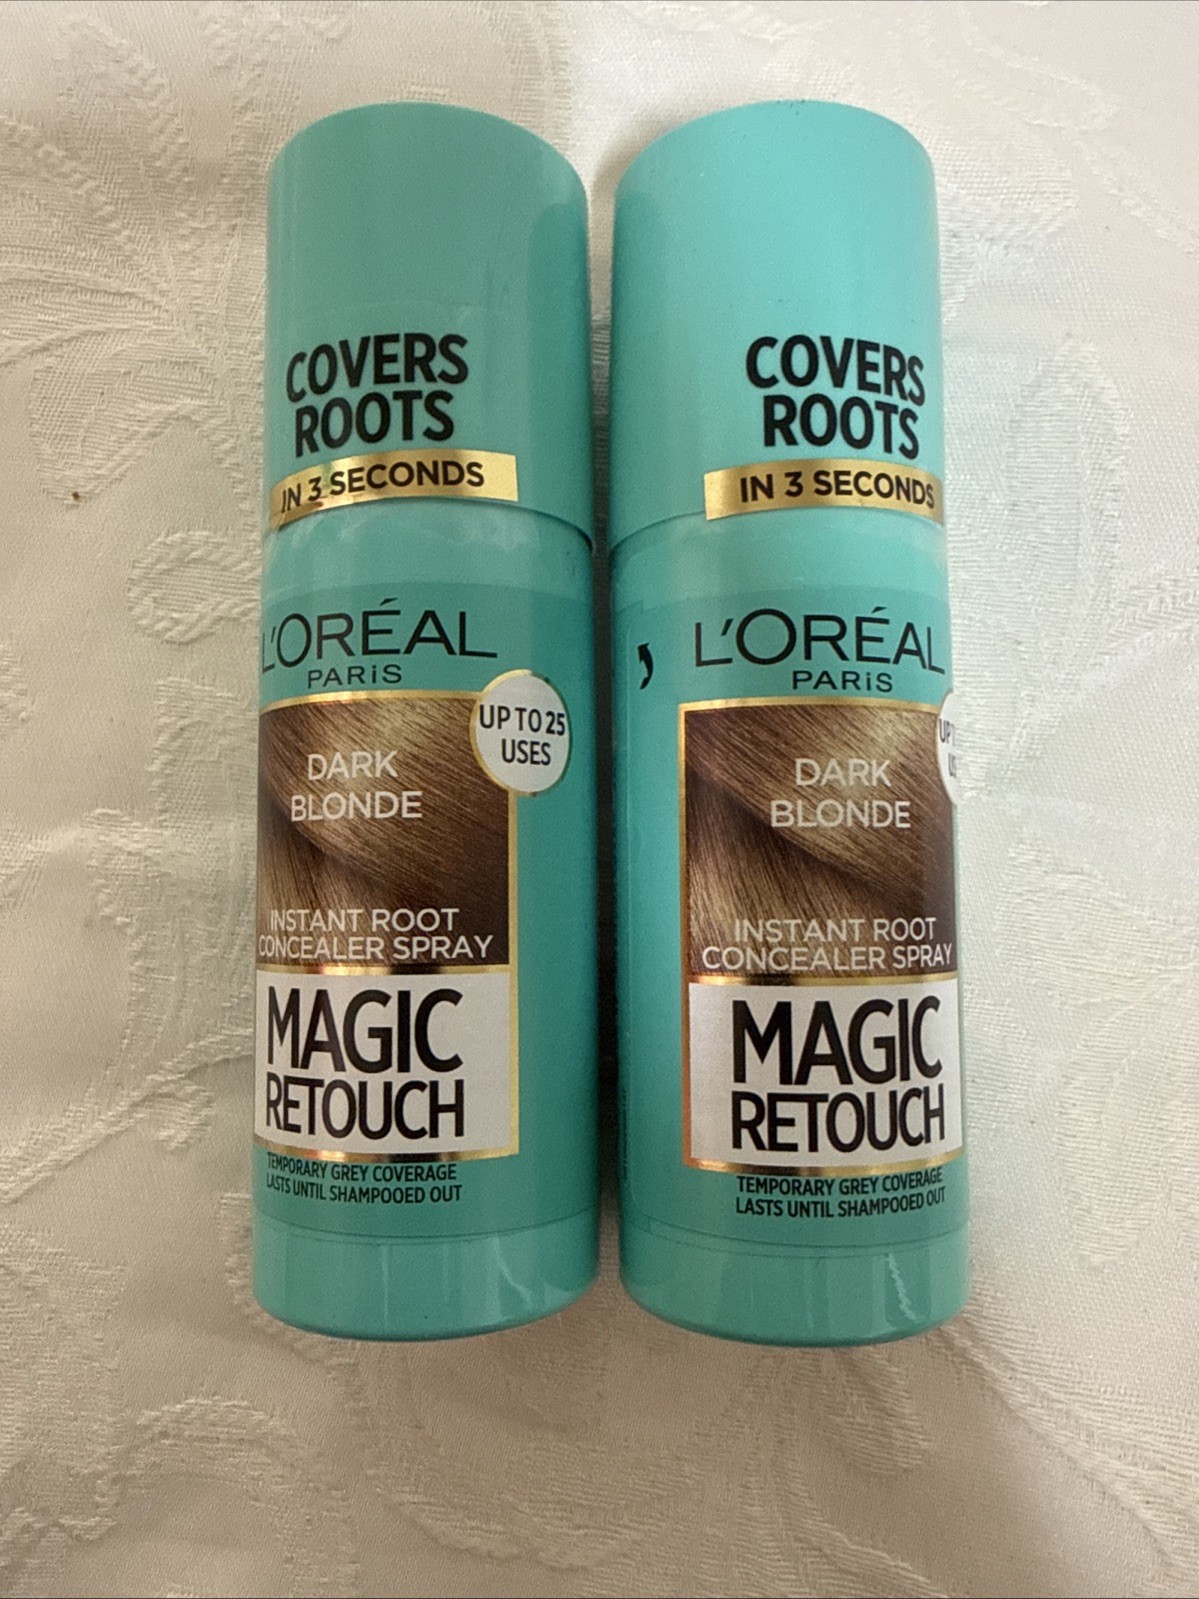 COVERS
ROOTS
IN 3 SECONDS
L'ORÉAL
PARiS
UP TO 25
USES
DARK
BLONDE
INSTANT ROOT
CONCEALER SPRAY
MAGIC
RETOUCH
TEMPORARY GREY COVERAGE
LASTS UNTIL SHAMPOOED OUT
COVERS
ROOTS
IN 3 SECONDS
L'ORÉAL
PARiS
UP
DARK
BLONDE
INSTANT ROOT
CONCEALER SPRAY
MAGIC
RETOUCH
TEMPORARY GREY COVERAGE
LASTS UNTIL SHAMPOOED OUT